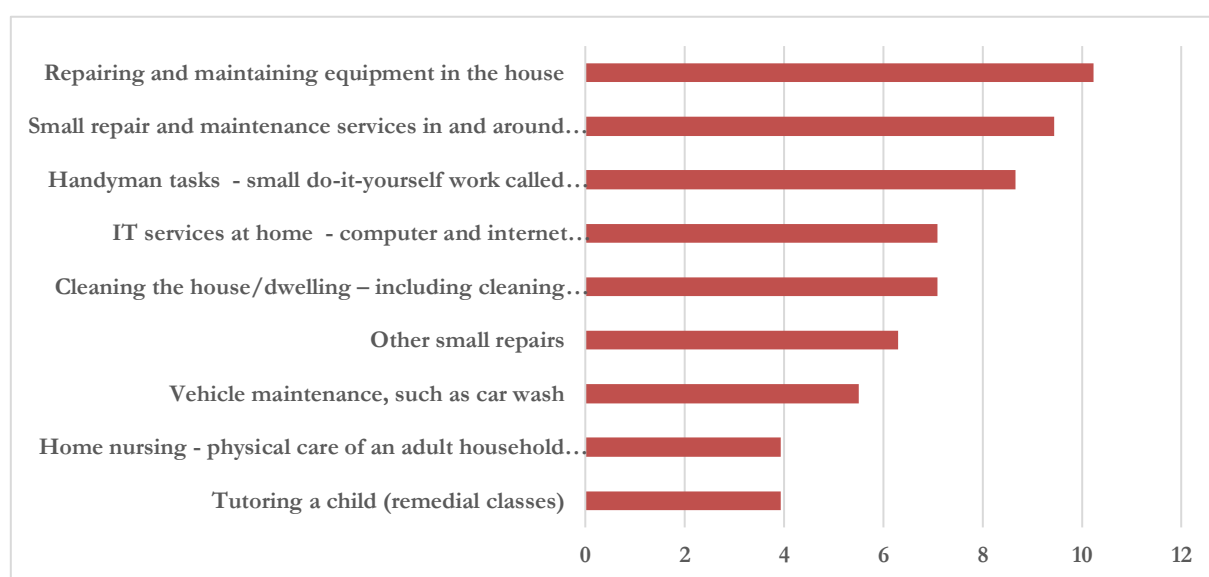 Repairing and maintaining equipment in the house
Small repair and maintenance services in and around…
Handyman tasks  - small do-it-yourself work called…
IT services at home  - computer and internet…
Cleaning the house/dwelling – including cleaning…
Other small repairs
Vehicle maintenance, such as car wash
Home nursing - physical care of an adult household…
Tutoring a child (remedial classes)
0 2 4 6 8 10 12